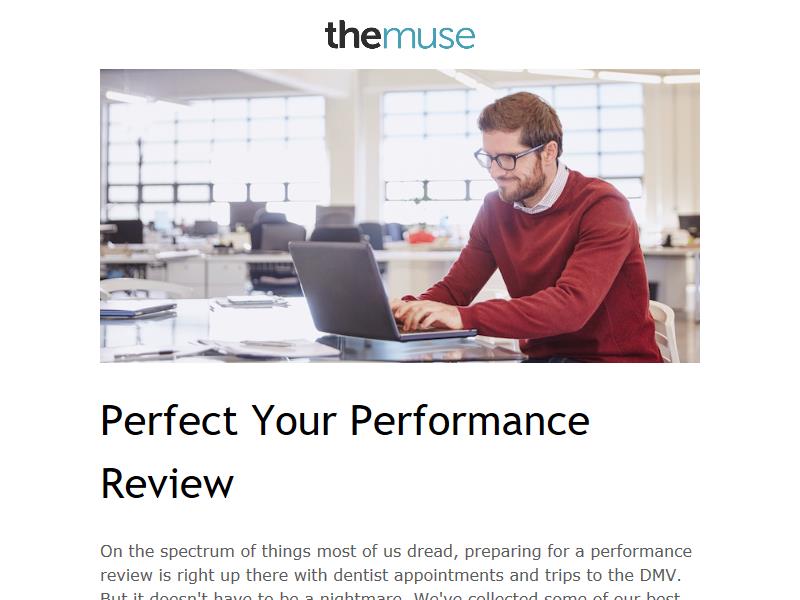 themuse
Perfect Your Performance
Review
On the spectrum of things most of us dread, preparing for a performance
review is right up there with dentist appointments and trips to the DMV.
But it doesn't have to be a nightmare. We've collected some of our best